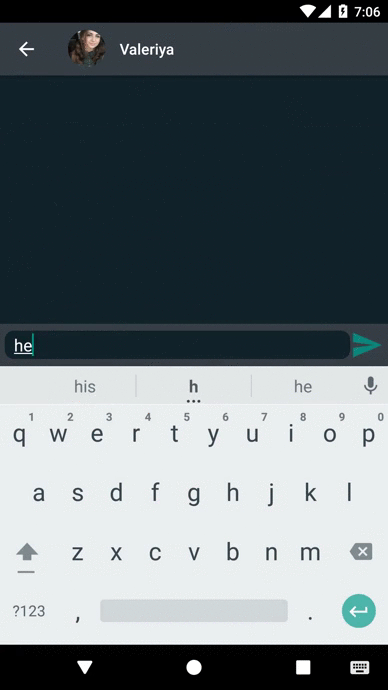 7:06
Valeriya
he
his h he
1 2 3 4 5 6 7 8 9 0
q w e r t y u i o p
a s d f g h j k l
z x c v b n m
?123 , .